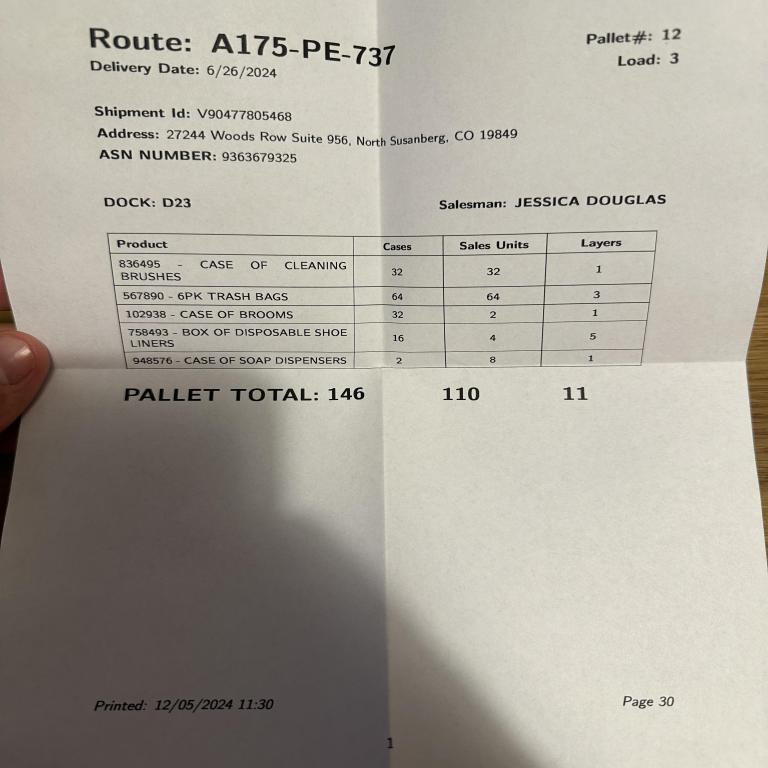 Route: A175-PE-737
Pallet#: 12
Delivery Date: 6/26/2024
Load: 3
Shipment Id: V90477805468
Address: 27244 Woods Row Suite 956, North Susanberg, CO 19849
ASN NUMBER: 9363679325
DOCK: D23
Salesman: JESSICA DOUGLAS
Product Cases Sales Units Layers
836495 - CASE OF CLEANING
BRUSHES 32 32 1
567890 - 6PK TRASH BAGS 64 64 3
102938 - CASE OF BROOMS 32 2 1
758493 - BOX OF DISPOSABLE SHOE
LINERS 16 4 5
948576 - CASE OF SOAP DISPENSERS 2 8 1
PALLET TOTAL: 146 110 11
Printed: 12/05/2024 11:30
Page 30
1